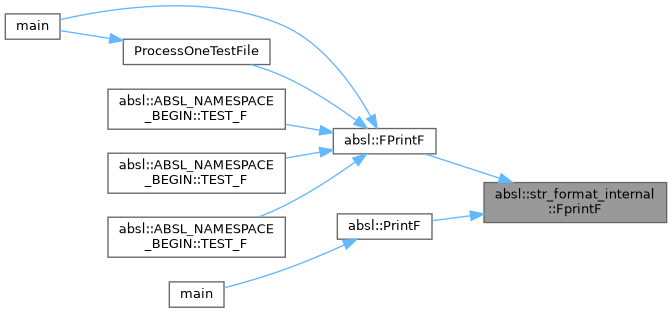 main
ProcessOneTestFile
absl::ABSL_NAMESPACE
_BEGIN::TEST_F
absl::FPrintF
absl::ABSL_NAMESPACE
_BEGIN::TEST_F
absl::str_format_internal
::FprintF
absl::ABSL_NAMESPACE
_BEGIN::TEST_F
absl::PrintF
main